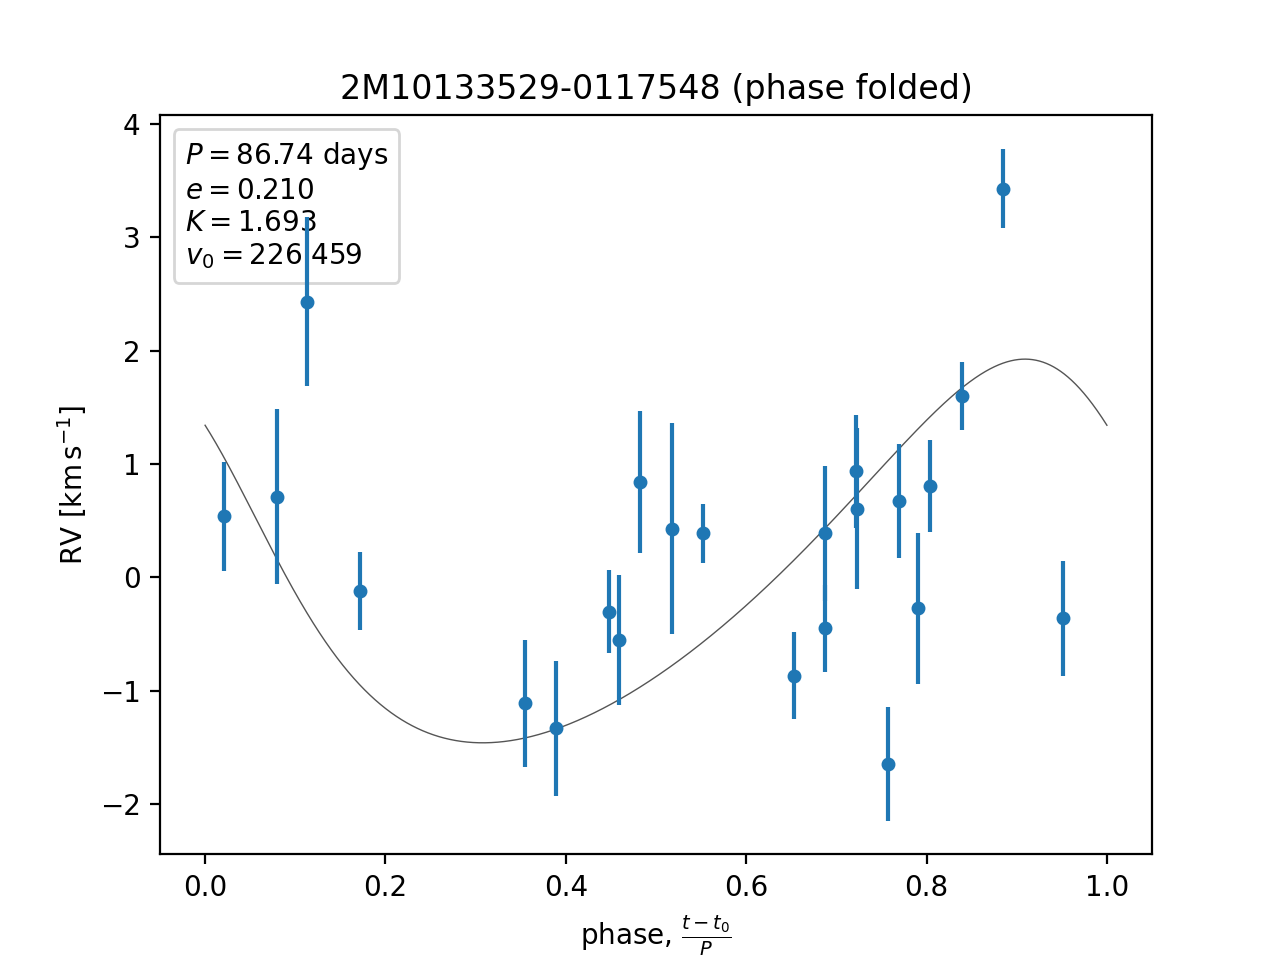 2M10133529-0117548 (phase folded)
P = 86.74 days
e = 0.210
K = 1.693
v₀ = 226.459
4
3
2
1
0
−1
−2
RV [km s⁻¹]
0.0 0.2 0.4 0.6 0.8 1.0
phase, (t − t₀)/P